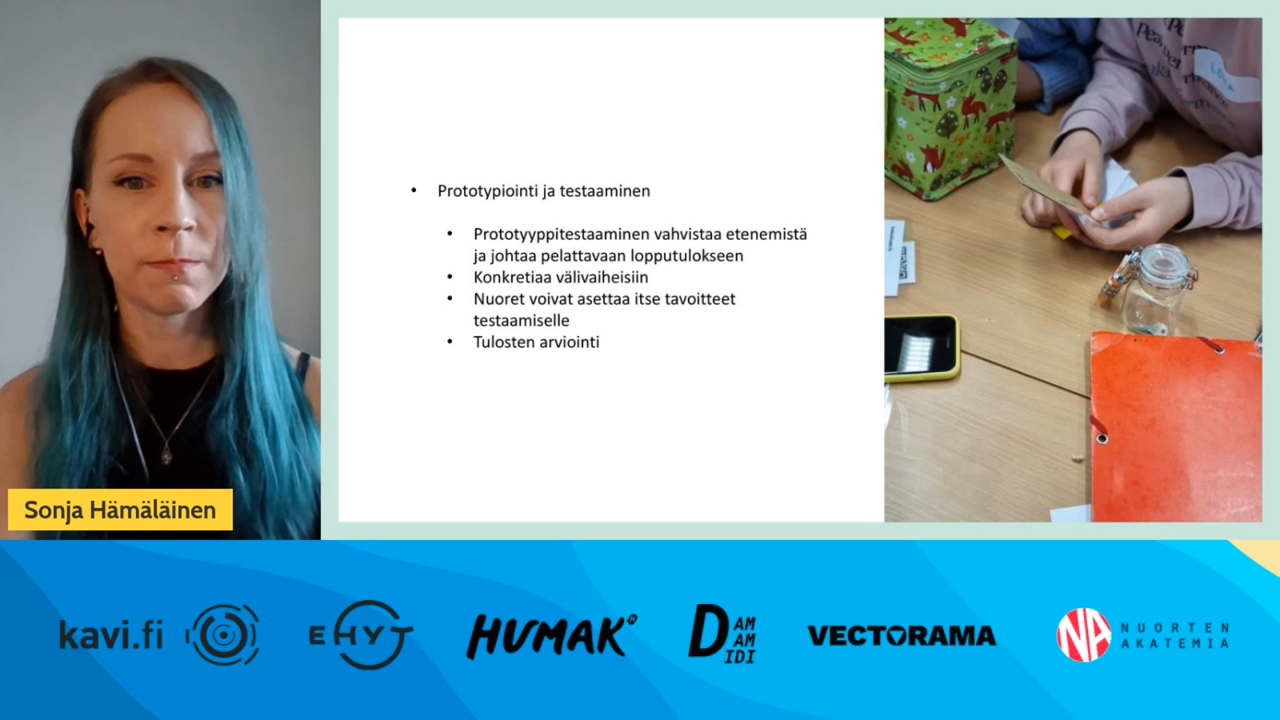 Prototypiointi ja testaaminen
Prototyyppitestaaminen vahvistaa etenemistä
ja johtaa pelattavaan lopputulokseen
Konkretiaa välivaiheisiin
Nuoret voivat asettaa itse tavoitteet
testaamiselle
Tulosten arviointi
Sonja Hämäläinen
kavi.fi
EHYT
HUMAK
DAM
AM
IDI
VECTORAMA
NA
NUORTEN
AKATEMIA